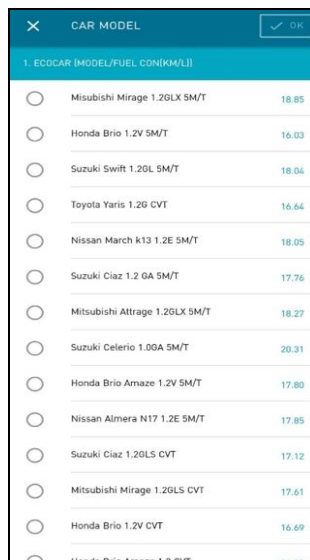 CAR MODEL
OK
1. ECOCAR (MODEL/FUEL CON(KM/L))
Misubishi Mirage 1.2GLX 5M/T 18.85
Honda Brio 1.2V 5M/T 16.03
Suzuki Swift 1.2GL 5M/T 18.04
Toyota Yaris 1.2G CVT 16.64
Nissan March k13 1.2E 5M/T 18.05
Suzuki Ciaz 1.2 GA 5M/T 17.76
Mitsubishi Attrage 1.2GLX 5M/T 18.27
Suzuki Celerio 1.0GA 5M/T 20.31
Honda Brio Amaze 1.2V 5M/T 17.80
Nissan Almera N17 1.2E 5M/T 17.85
Suzuki Ciaz 1.2GLS CVT 17.12
Mitsubishi Mirage 1.2GLS CVT 17.61
Honda Brio 1.2V CVT 16.69